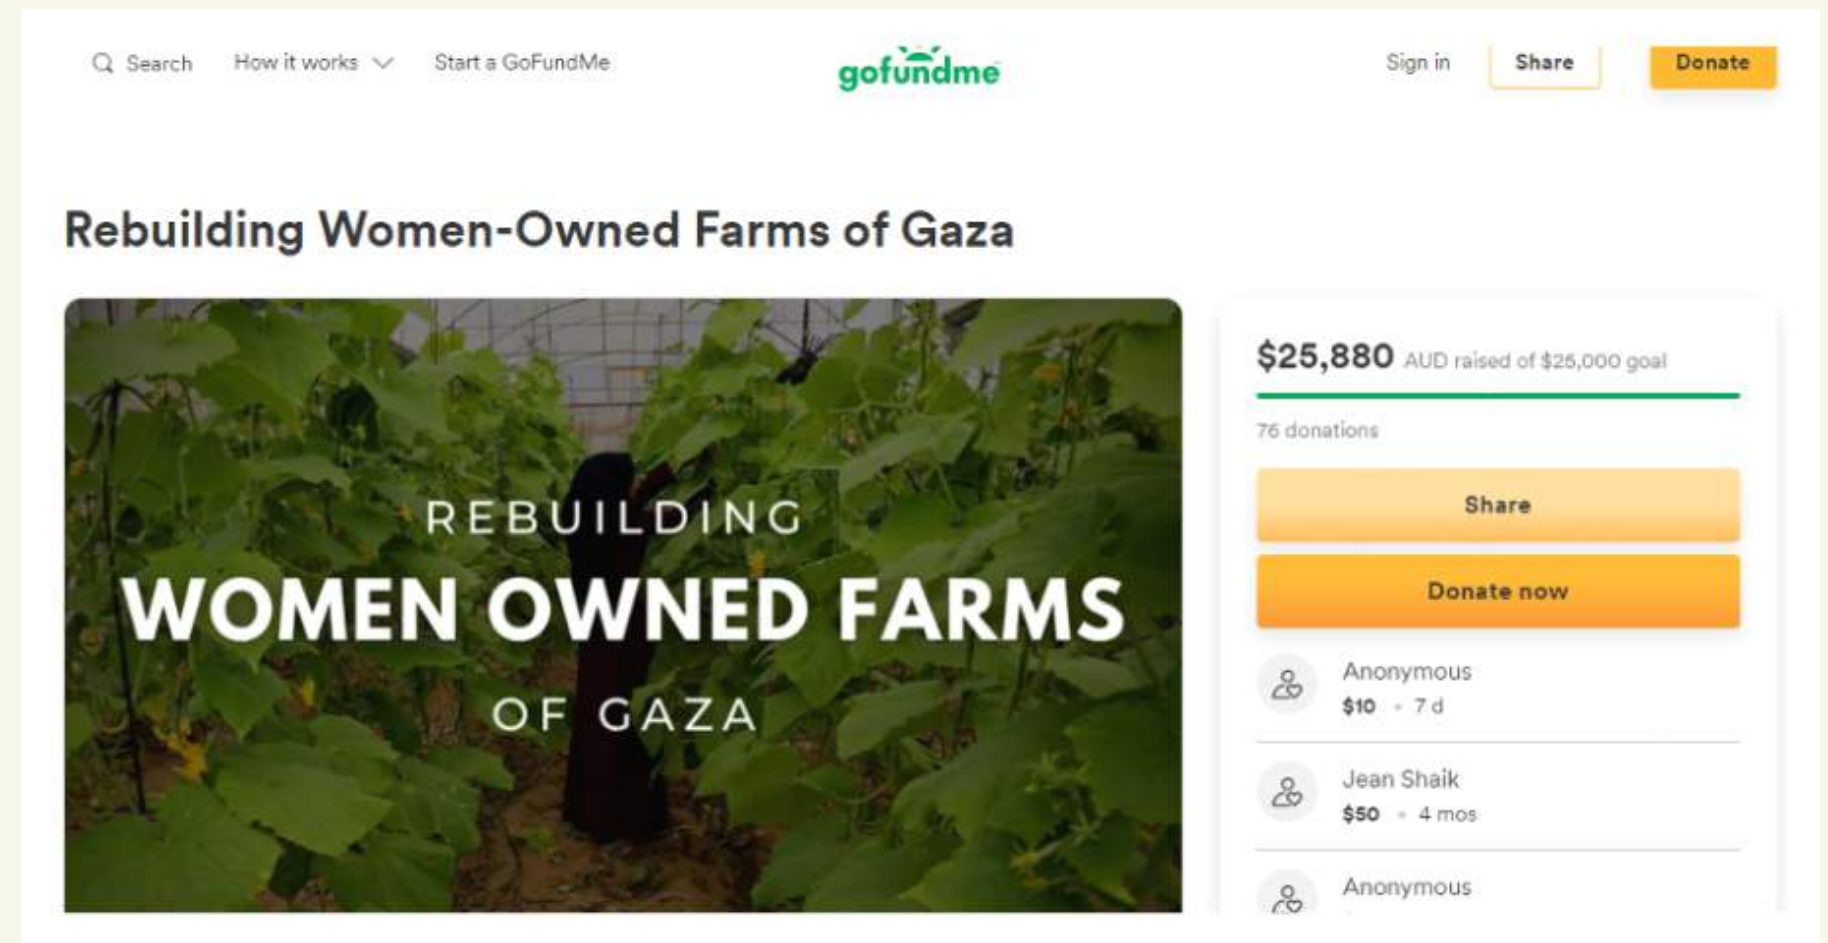 Search How it works Start a GoFundMe gofundme Sign in Share Donate
Rebuilding Women-Owned Farms of Gaza
REBUILDING
WOMEN OWNED FARMS
OF GAZA
$25,880 AUD raised of $25,000 goal
76 donations
Share
Donate now
Anonymous
$10 • 7 d
Jean Shaik
$50 • 4 mos
Anonymous